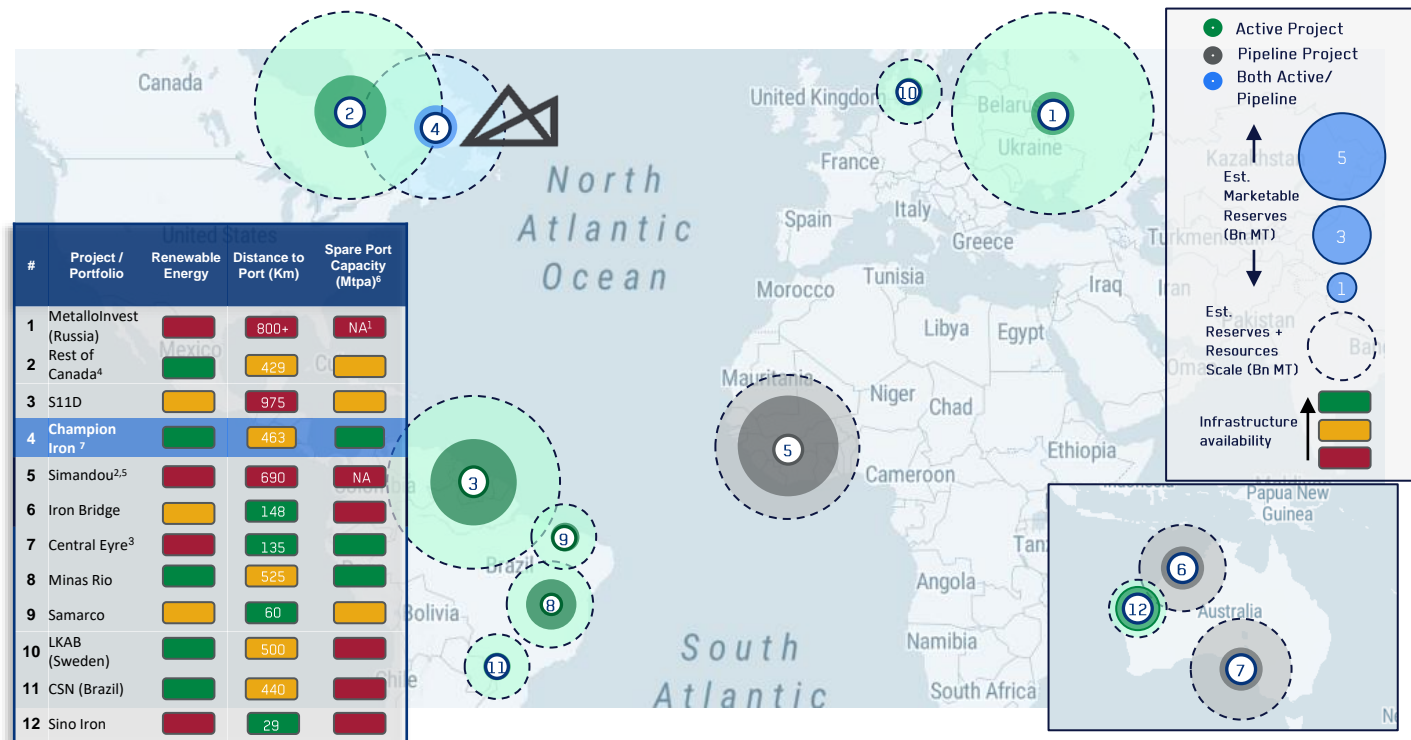 Canada
2
4
North
Atlantic
Ocean
United Kingdom
10
Belaru
1
Ukraine
France
Spain
Italy
Greece
Kazakhstan
Turkmenistan
Morocco
Tunisia
Iraq
Iran
Pakistan
Libya
Egypt
Oman
Mauritania
Niger
Chad
5
Cameroon
Ethiopia
Angola
Namibia
South Africa
South
Atlantic
3
9
Brazil
8
Bolivia
11
Chile
United States
Mexico
Active Project
Pipeline Project
Both Active/
Pipeline
Est.
Marketable
Reserves
(Bn MT)
5
3
1
Est.
Reserves +
Resources
Scale (Bn MT)
Infrastructure
availability
Papua New
Guinea
6
12
Australia
7
# Project / Portfolio Renewable Energy Distance to Port (Km) Spare Port Capacity (Mtpa)⁶
1 MetalloInvest (Russia) 800+ NA¹
2 Rest of Canada⁴ 429
3 S11D 975
4 Champion Iron ⁷ 463
5 Simandou²,⁵ 690 NA
6 Iron Bridge 148
7 Central Eyre³ 135
8 Minas Rio 525
9 Samarco 60
10 LKAB (Sweden) 500
11 CSN (Brazil) 440
12 Sino Iron 29